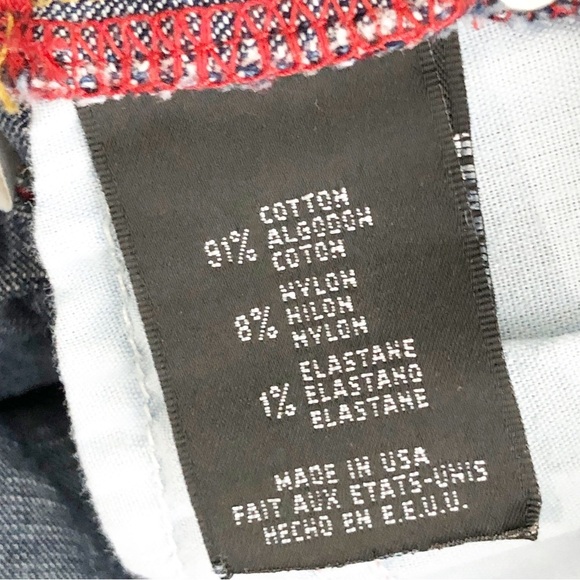 91%
COTTON
ALGODON
COTON
8%
NYLON
NILON
NYLON
1%
ELASTANE
ELASTANO
ELASTANE
MADE IN USA
FAIT AUX ETATS-UNIS
HECHO EN E.E.U.U.